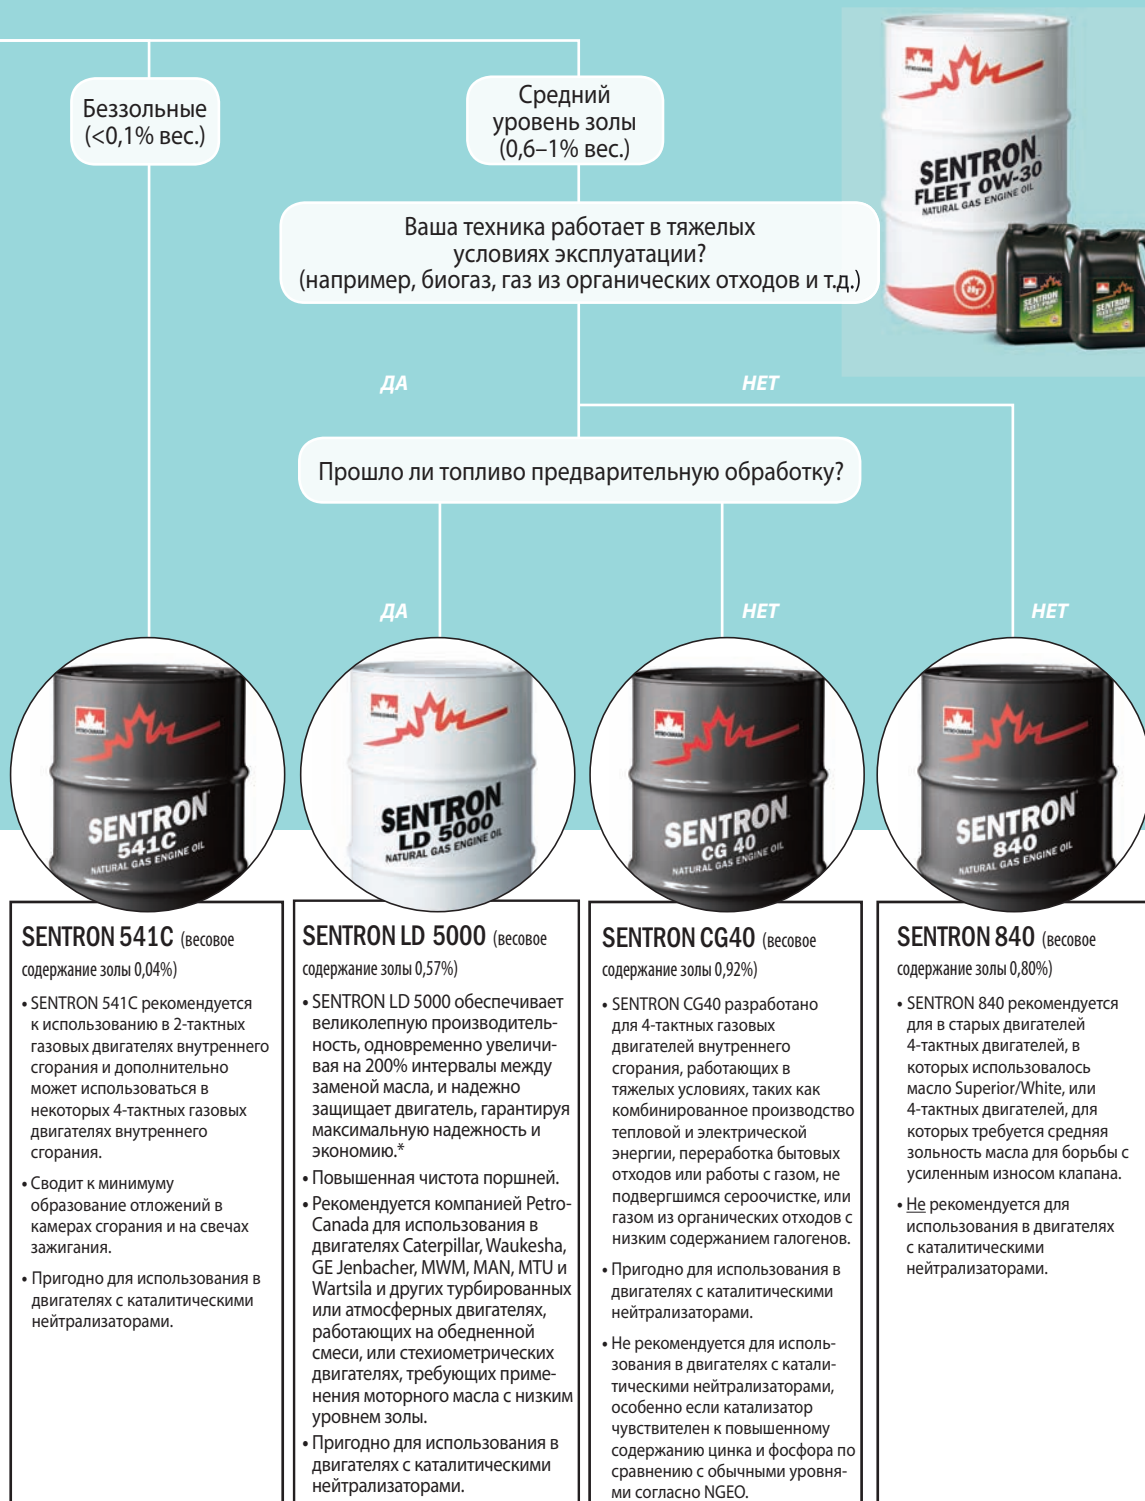 Беззольные
(<0,1% вес.)
Средний
уровень золы
(0,6–1% вес.)
SENTRON
FLEET 0W-30
NATURAL GAS ENGINE OIL
Ваша техника работает в тяжелых
условиях эксплуатации?
(например, биогаз, газ из органических отходов и т.д.)
ДА
НЕТ
Прошло ли топливо предварительную обработку?
ДА
НЕТ
НЕТ
PETRO-CANADA
SENTRON
541C
NATURAL GAS ENGINE OIL
PETRO-CANADA
SENTRON
LD 5000
NATURAL GAS ENGINE OIL
PETRO-CANADA
SENTRON
CG 40
NATURAL GAS ENGINE OIL
PETRO-CANADA
SENTRON
840
NATURAL GAS ENGINE OIL
SENTRON 541C (весовое
содержание золы 0,04%)
• SENTRON 541C рекомендуется
к использованию в 2-тактных
газовых двигателях внутреннего
сгорания и дополнительно
может использоваться в
некоторых 4-тактных газовых
двигателях внутреннего
сгорания.
• Сводит к минимуму
образование отложений в
камерах сгорания и на свечах
зажигания.
• Пригодно для использования в
двигателях с каталитическими
нейтрализаторами.
SENTRON LD 5000 (весовое
содержание золы 0,57%)
• SENTRON LD 5000 обеспечивает
великолепную производитель-
ность, одновременно увеличи-
вая на 200% интервалы между
заменой масла, и надежно
защищает двигатель, гарантируя
максимальную надежность и
экономию.*
• Повышенная чистота поршней.
• Рекомендуется компанией Petro-
Canada для использования в
двигателях Caterpillar, Waukesha,
GE Jenbacher, MWM, MAN, MTU и
Wartsila и других турбированных
или атмосферных двигателях,
работающих на обедненной
смеси, или стехиометрических
двигателях, требующих приме-
нения моторного масла с низким
уровнем золы.
• Пригодно для использования в
двигателях с каталитическими
нейтрализаторами.
SENTRON CG40 (весовое
содержание золы 0,92%)
• SENTRON CG40 разработано
для 4-тактных газовых
двигателей внутреннего
сгорания, работающих в
тяжелых условиях, таких как
комбинированное производство
тепловой и электрической
энергии, переработка бытовых
отходов или работы с газом, не
подвергшимся сероочистке, или
газом из органических отходов с
низким содержанием галогенов.
• Пригодно для использования в
двигателях с каталитическими
нейтрализаторами.
• Не рекомендуется для исполь-
зования в двигателях с катали-
тическими нейтрализаторами,
особенно если катализатор
чувствителен к повышенному
содержанию цинка и фосфора по
сравнению с обычными уровня-
ми согласно NGEO.
SENTRON 840 (весовое
содержание золы 0,80%)
• SENTRON 840 рекомендуется
для в старых двигателей
4-тактных двигателей, в
которых использовалось
масло Superior/White, или
4-тактных двигателей, для
которых требуется средняя
зольность масла для борьбы с
усиленным износом клапана.
• Не рекомендуется для
использования в двигателях
с каталитическими
нейтрализаторами.